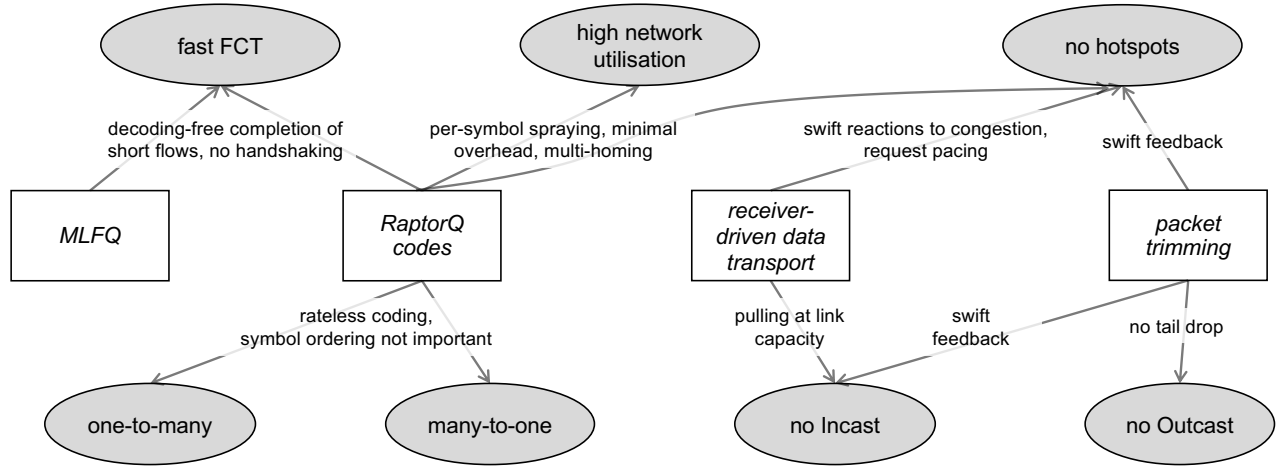 fast FCT
high network
utilisation
no hotspots
decoding-free completion of
short flows, no handshaking
per-symbol spraying, minimal
overhead, multi-homing
swift reactions to congestion,
request pacing
swift feedback
MLFQ
RaptorQ
codes
receiver-
driven data
transport
packet
trimming
rateless coding,
symbol ordering not important
pulling at link
capacity
swift
feedback
no tail drop
one-to-many
many-to-one
no Incast
no Outcast